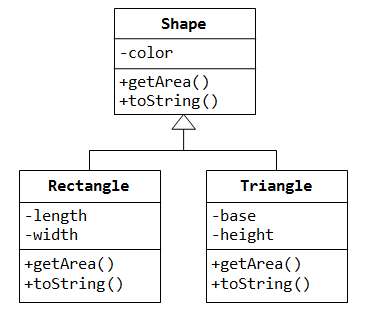 Shape
-color
+getArea()
+toString()
Rectangle
-length
-width
+getArea()
+toString()
Triangle
-base
-height
+getArea()
+toString()